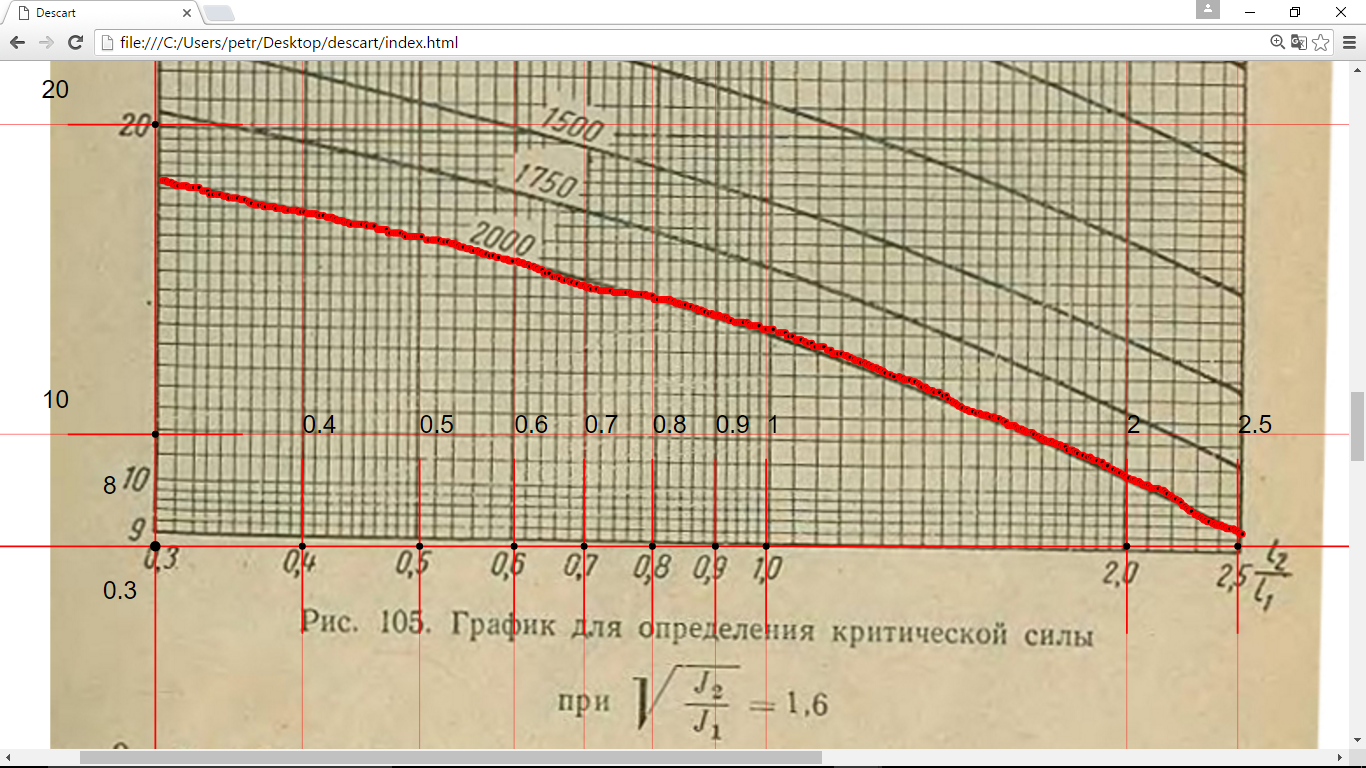 Descart
file:///C:/Users/petr/Desktop/descart/index.html
20
20
1500
1750
2000
10
0.4 0.5 0.6 0.7 0.8 0.9 1 2 2.5
10
8
9
0,3 0,4 0,5 0,6 0,7 0,8 0,9 1,0 2,0 2,5 l₂/l₁
0.3
Рис. 105. График для определения критической силы
при √(J₂/J₁) = 1,6